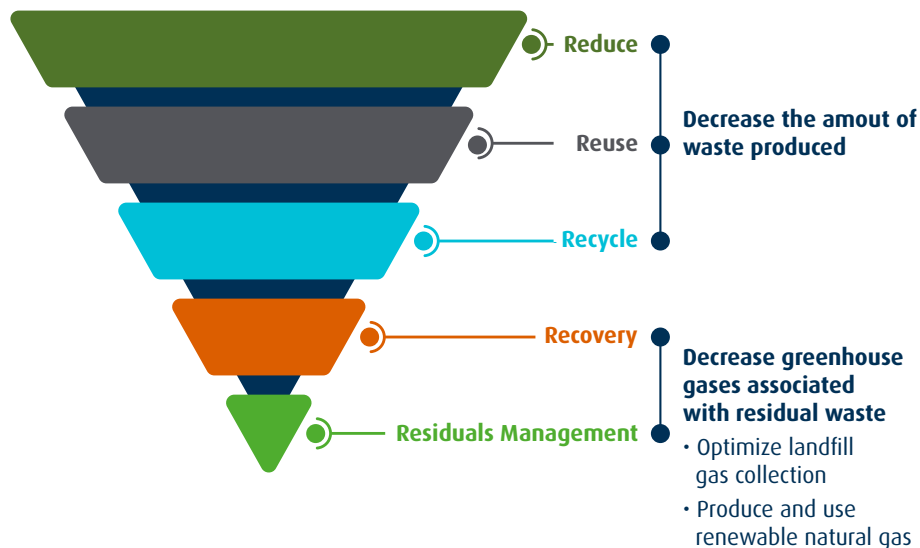 Reduce
Decrease the amout of
waste produced
Reuse
Recycle
Recovery
Decrease greenhouse
gases associated
with residual waste
Residuals Management
· Optimize landfill
gas collection
· Produce and use
renewable natural gas